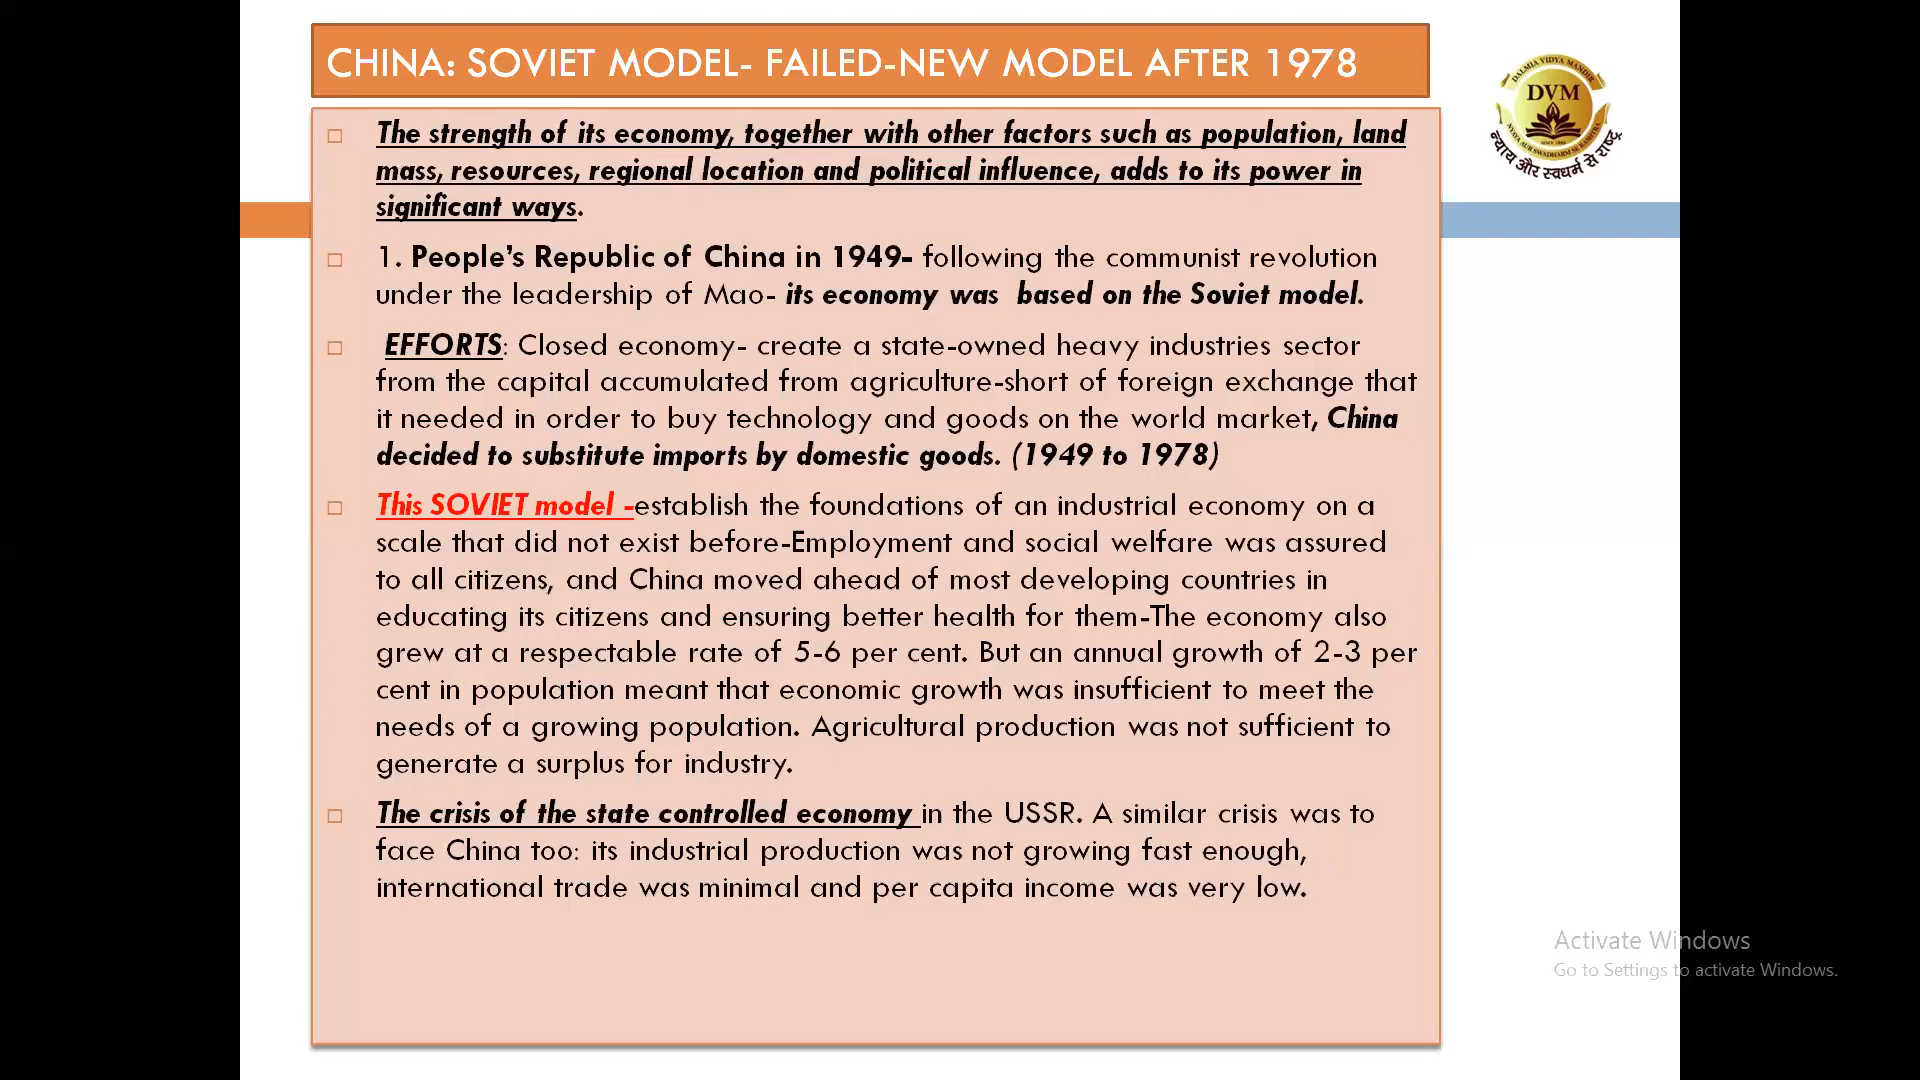 CHINA: SOVIET MODEL- FAILED-NEW MODEL AFTER 1978
DALMIA VIDYA MANDIR
DVM
NYAYA AUR SWADHARM SE RASHTRA
न्याय और स्वधर्म से राष्ट्र
The strength of its economy, together with other factors such as population, land
mass, resources, regional location and political influence, adds to its power in
significant ways.
1. People's Republic of China in 1949- following the communist revolution
under the leadership of Mao- its economy was based on the Soviet model.
EFFORTS: Closed economy- create a state-owned heavy industries sector
from the capital accumulated from agriculture-short of foreign exchange that
it needed in order to buy technology and goods on the world market, China
decided to substitute imports by domestic goods. (1949 to 1978)
This SOVIET model -establish the foundations of an industrial economy on a
scale that did not exist before-Employment and social welfare was assured
to all citizens, and China moved ahead of most developing countries in
educating its citizens and ensuring better health for them-The economy also
grew at a respectable rate of 5-6 per cent. But an annual growth of 2-3 per
cent in population meant that economic growth was insufficient to meet the
needs of a growing population. Agricultural production was not sufficient to
generate a surplus for industry.
The crisis of the state controlled economy in the USSR. A similar crisis was to
face China too: its industrial production was not growing fast enough,
international trade was minimal and per capita income was very low.
Activate Windows
Go to Settings to activate Windows.